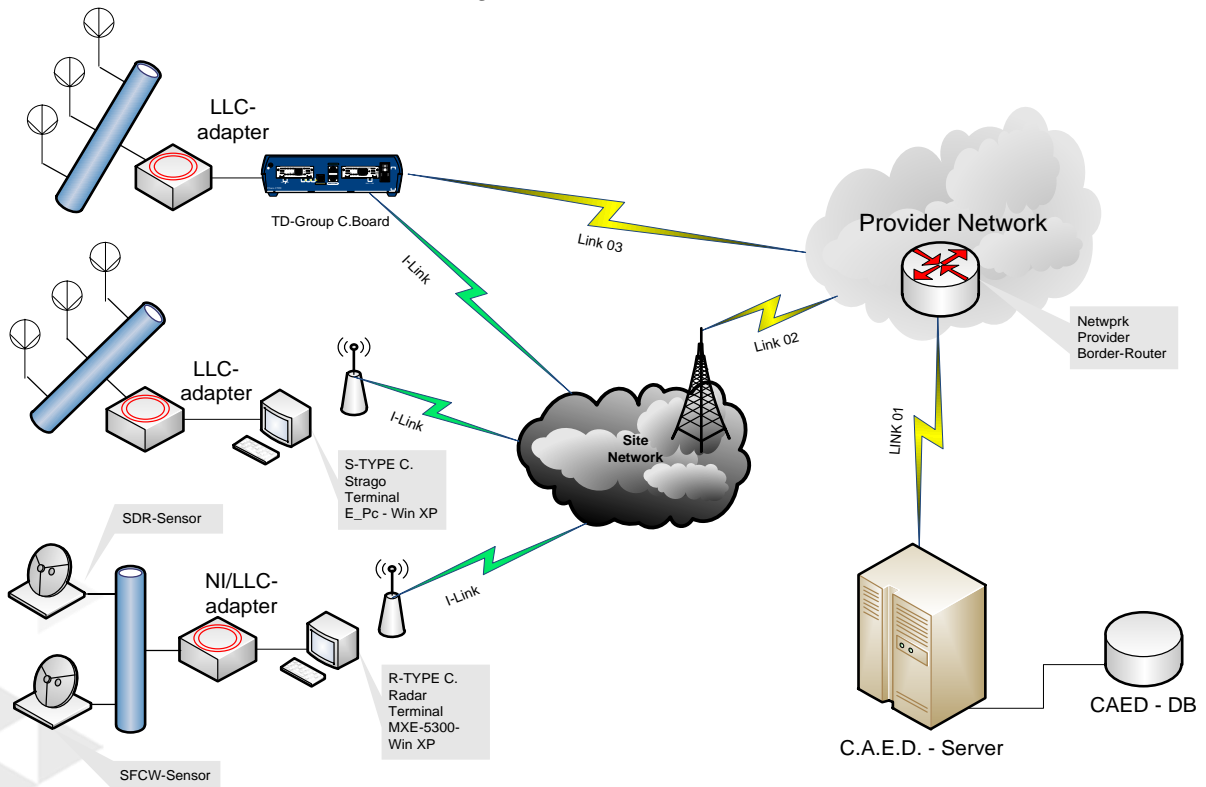 LLC-
adapter
TD-Group C.Board
Link 03
I-Link
Provider Network
Netwprk
Provider
Border-Router
Link 02
LINK 01
LLC-
adapter
I-Link
Site
Network
S-TYPE C.
Strago
Terminal
E_Pc - Win XP
SDR-Sensor
NI/LLC-
adapter
I-Link
R-TYPE C.
Radar
Terminal
MXE-5300-
Win XP
SFCW-Sensor
C.A.E.D. - Server
CAED - DB